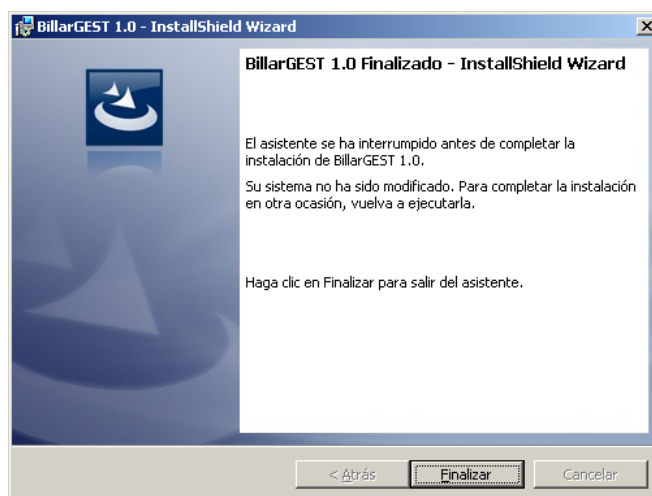 BillarGEST 1.0 - InstallShield Wizard
BillarGEST 1.0 Finalizado - InstallShield Wizard
El asistente se ha interrumpido antes de completar la
instalación de BillarGEST 1.0.
Su sistema no ha sido modificado. Para completar la instalación
en otra ocasión, vuelva a ejecutarla.
Haga clic en Finalizar para salir del asistente.
< Atrás
Finalizar
Cancelar